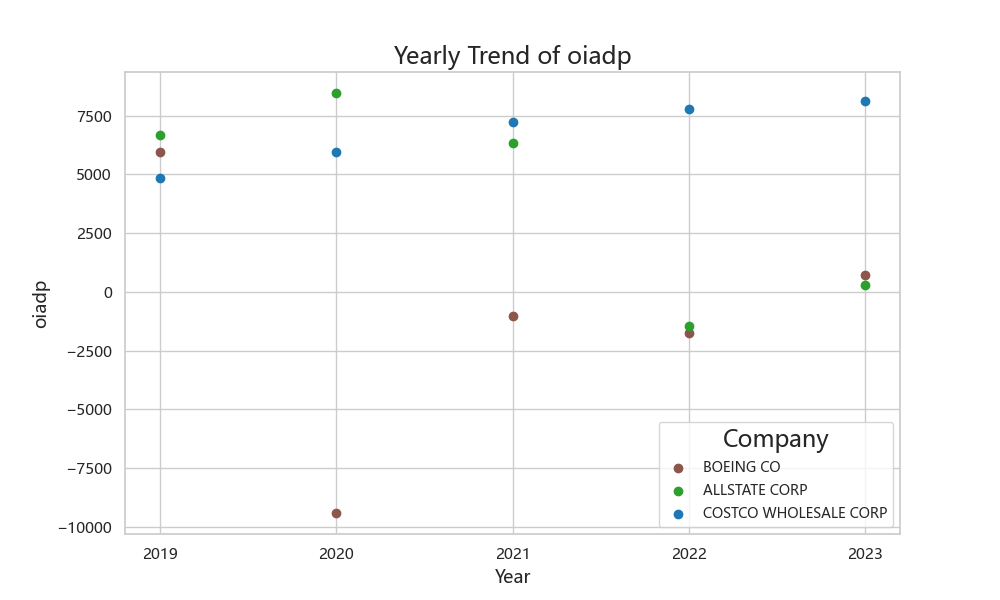 Yearly Trend of oiadp
oiadp
7500
5000
2500
0
−2500
−5000
−7500
−10000
2019
2020
2021
2022
2023
Year
Company
BOEING CO
ALLSTATE CORP
COSTCO WHOLESALE CORP